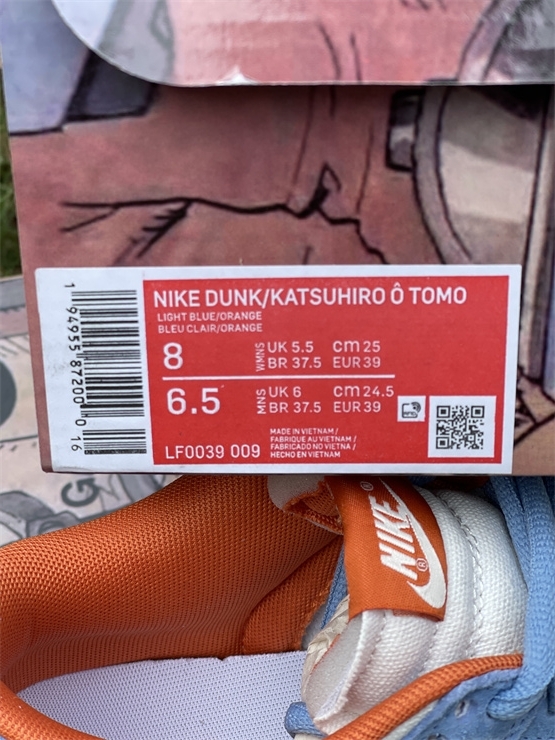 NIKE DUNK/KATSUHIRO Ô TOMO
LIGHT BLUE/ORANGE
BLEU CLAIR/ORANGE
8 WMNS UK 5.5 cm 25
BR 37.5 EUR 39
6.5 MNS UK 6 cm 24.5
BR 37.5 EUR 39
LF0039 009
MADE IN VIETNAM /
FABRIQUE AU VIETNAM /
FABRICADO NO VIETNA /
HECHO EN VIETNAM
1 94955 87200 0 16
G
NIKE
®